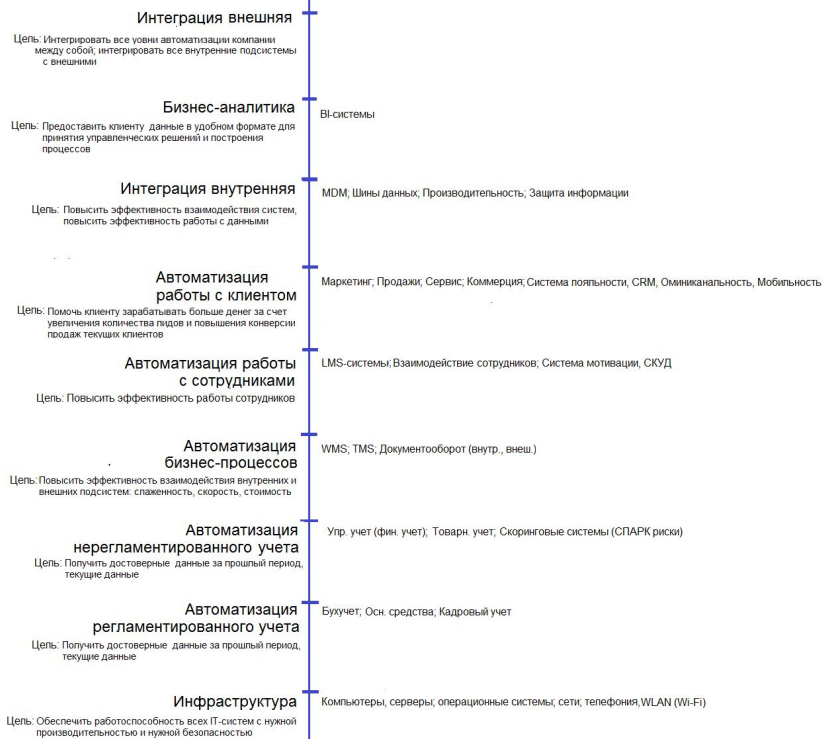 Интеграция внешняя
Цель: Интегрировать все уовни автоматизации компании
между собой; интегрировать все внутренние подсистемы
с внешними
Бизнес-аналитика
BI-системы
Цель: Предоставить клиенту данные в удобном формате для
принятия управленческих решений и построения
процессов
Интеграция внутренняя
MDM; Шины данных; Производительность; Защита информации
Цель: Повысить эффективность взаимодействия систем,
повысить эффективность работы с данными
Автоматизация
работы с клиентом
Маркетинг; Продажи; Сервис; Коммерция; Система лояльности, CRM, Оминиканальность, Мобильность
Цель: Помочь клиенту зарабатывать больше денег за счет
увеличения количества лидов и повышения конверсии
продаж текущих клиентов
Автоматизация работы
с сотрудниками
LMS-системы; Взаимодействие сотрудников; Система мотивации, СКУД
Цель: Повысить эффективность работы сотрудников
Автоматизация
бизнес-процессов
WMS; TMS; Документооборот (внутр., внеш.)
Цель: Повысить эффективность взаимодействия внутренних и
внешних подсистем: слаженность, скорость, стоимость
Автоматизация
нерегламентированного учета
Упр. учет (фин. учет); Товарн. учет; Скоринговые системы (СПАРК риски)
Цель: Получить достоверные данные за прошлый период,
текущие данные
Автоматизация
регламентированного учета
Бухучет; Осн. средства; Кадровый учет
Цель: Получить достоверные данные за прошлый период,
текущие данные
Инфраструктура
Компьютеры, серверы; операционные системы; сети; телефония, WLAN (Wi-Fi)
Цель: Обеспечить работоспособность всех IT-систем с нужной
производительностью и нужной безопасностью